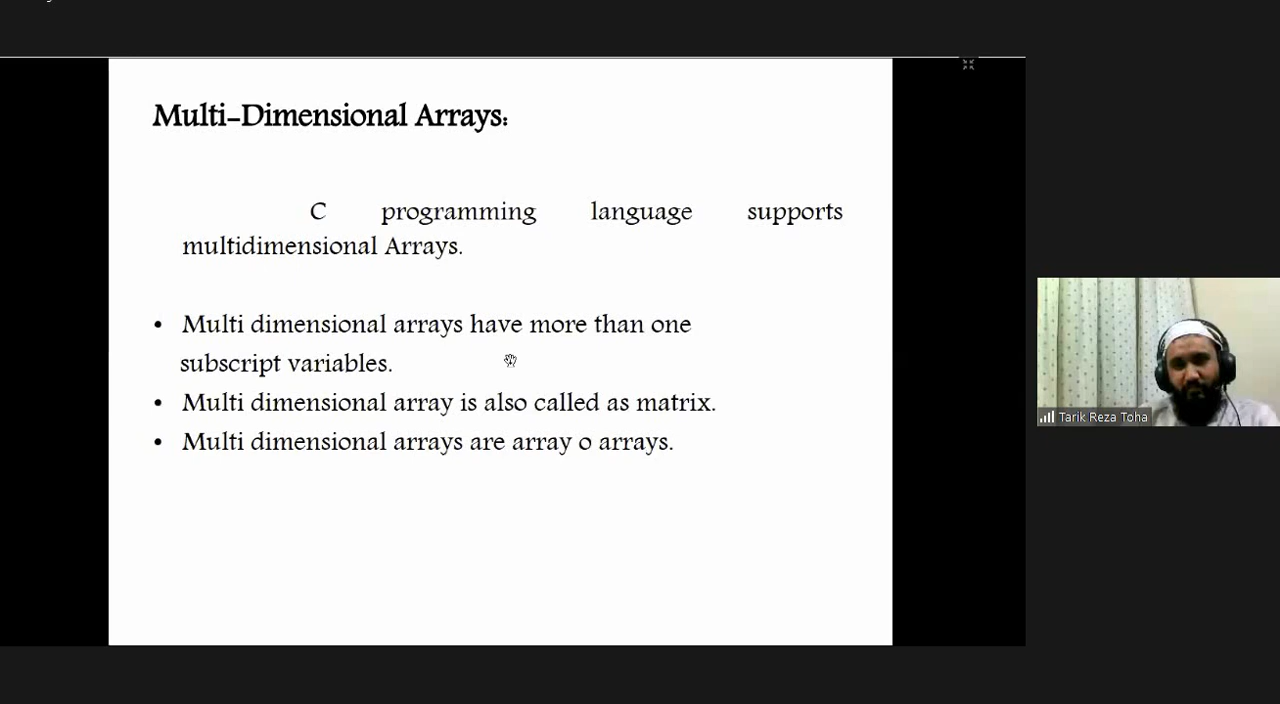 Multi-Dimensional Arrays:
C programming language supports
multidimensional Arrays.
• Multi dimensional arrays have more than one
subscript variables.
• Multi dimensional array is also called as matrix.
• Multi dimensional arrays are array o arrays.
Tarik Reza Toha